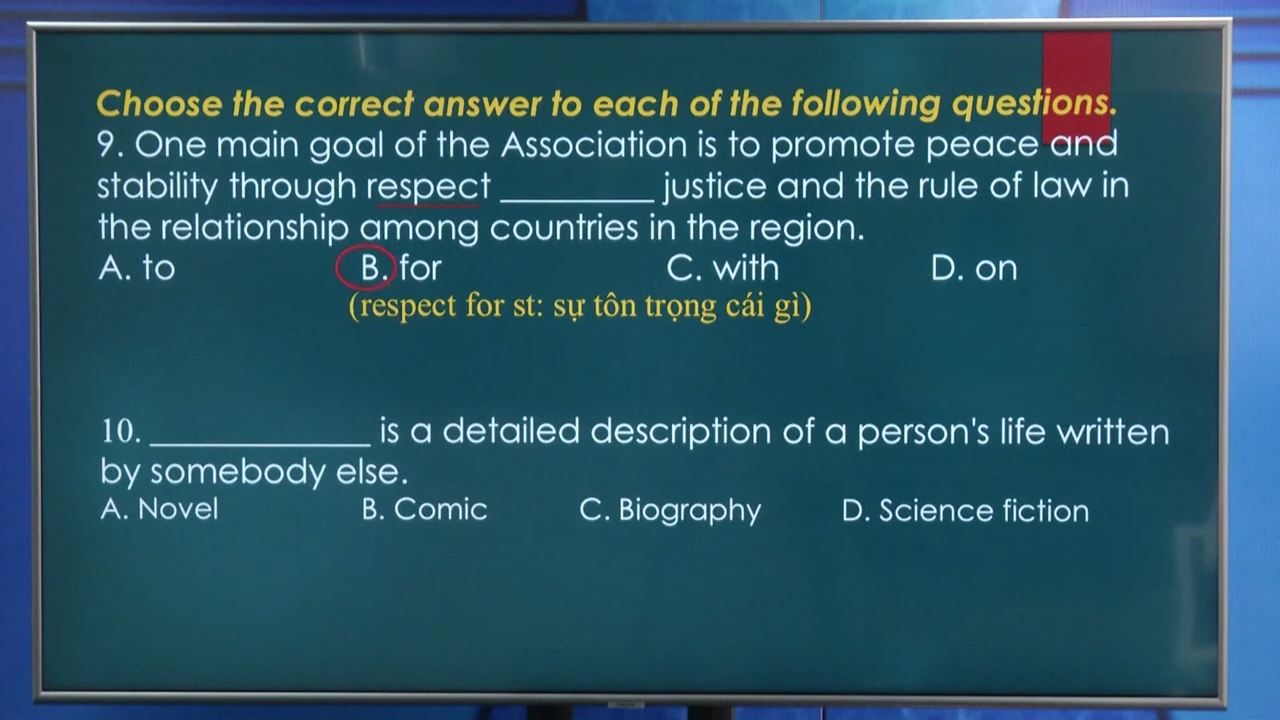 Choose the correct answer to each of the following questions.
9. One main goal of the Association is to promote peace and
stability through respect _________ justice and the rule of law in
the relationship among countries in the region.
A. to B. for C. with D. on
(respect for st: sự tôn trọng cái gì)
10. _____________ is a detailed description of a person's life written
by somebody else.
A. Novel B. Comic C. Biography D. Science fiction